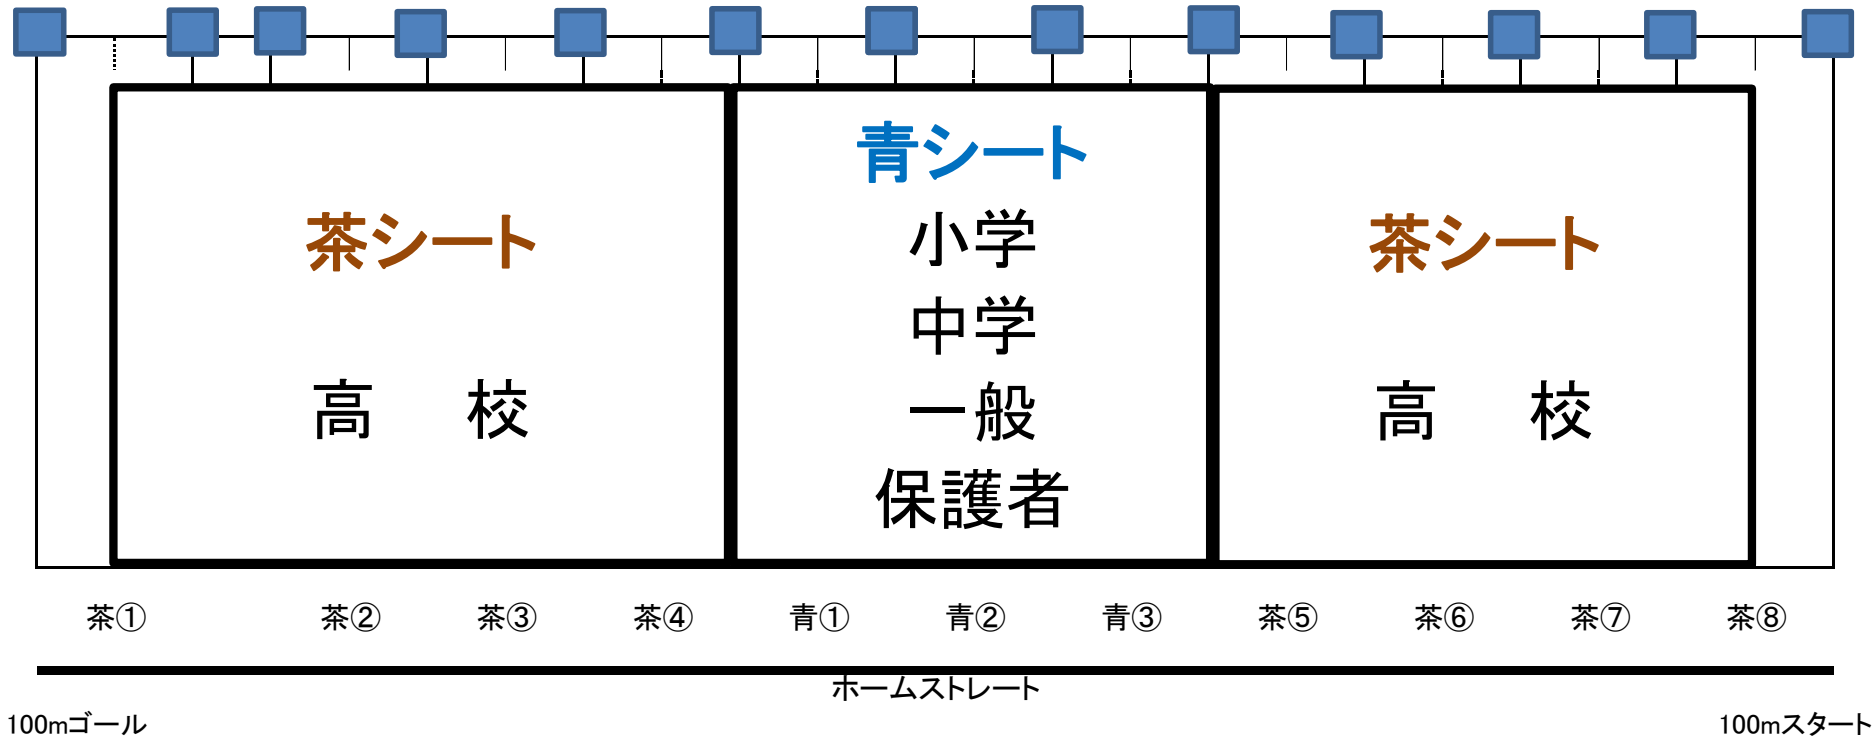 青シート
茶シート
小学
茶シート
中学
高　校
一般
高　校
保護者
茶①
茶②
茶③
茶④
青①
青②
青③
茶⑤
茶⑥
茶⑦
茶⑧
ホームストレート
100mゴール
100mスタート